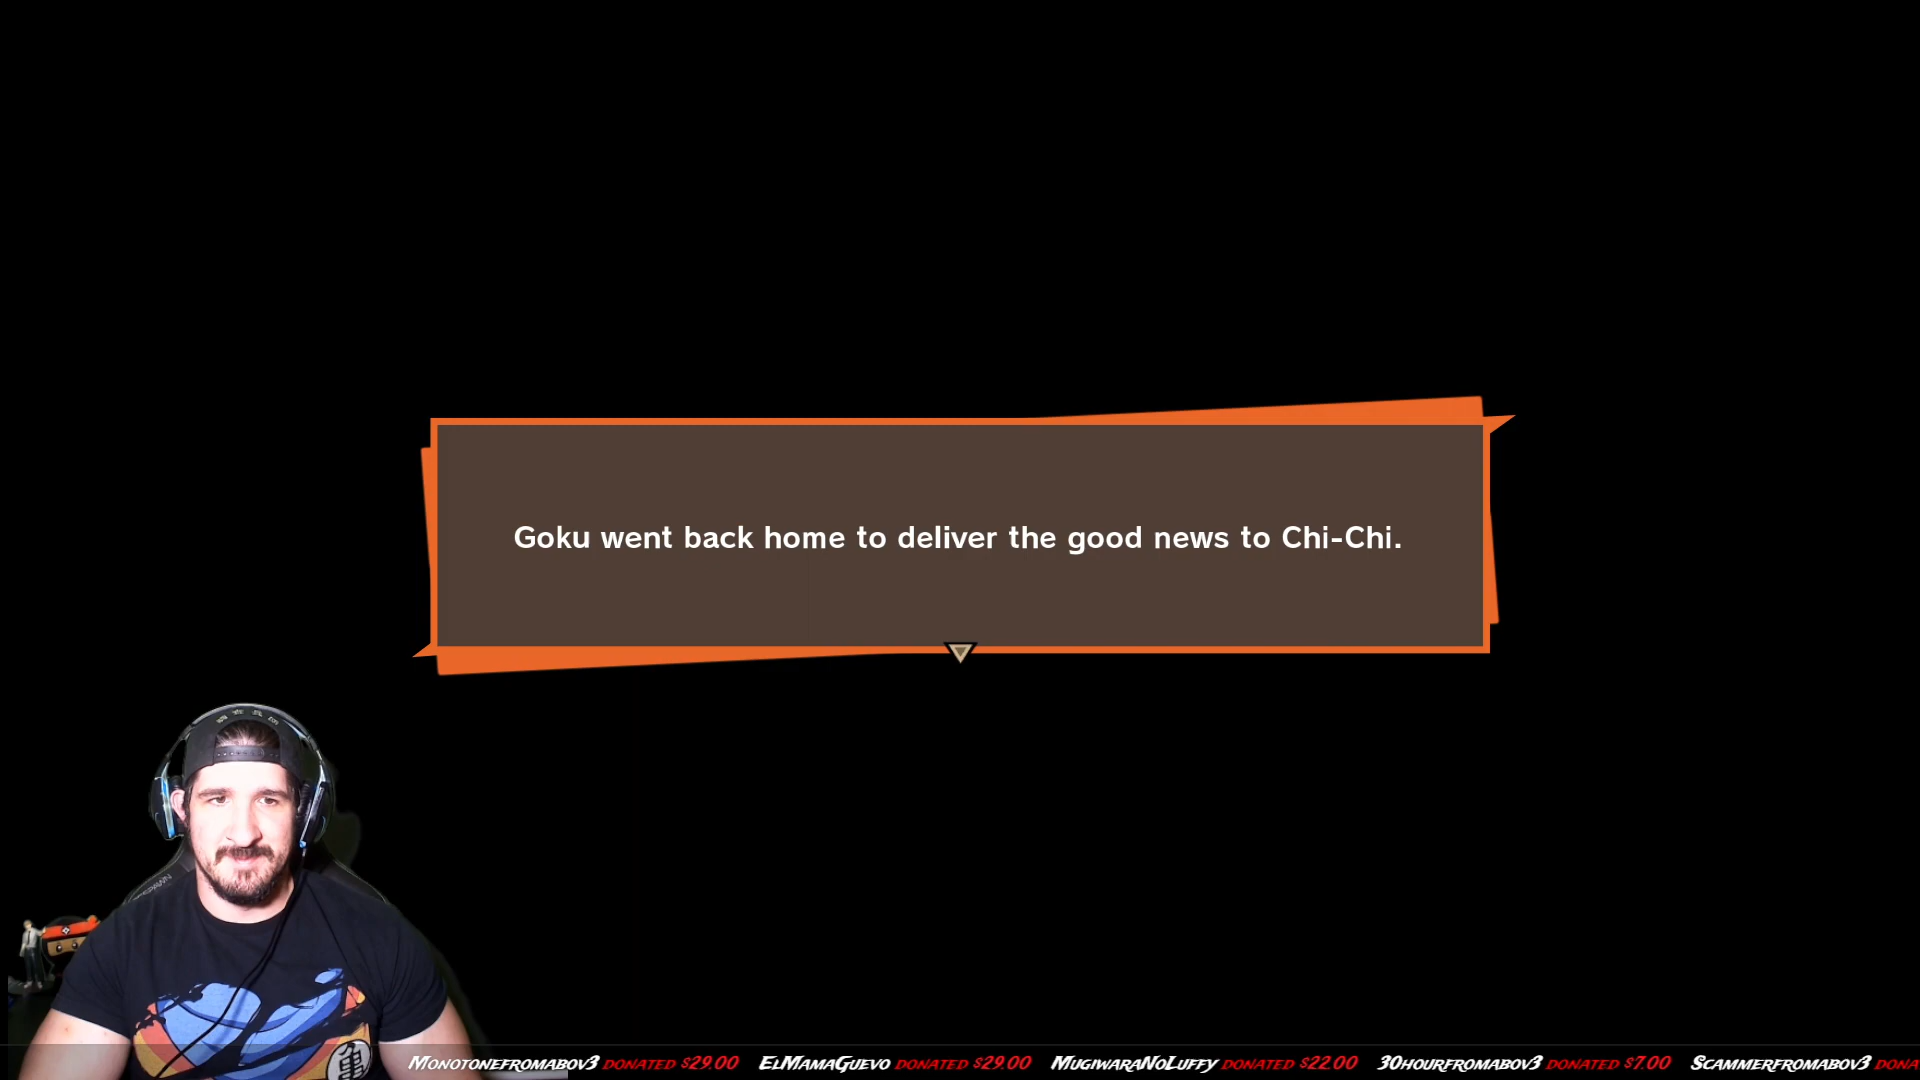 Goku went back home to deliver the good news to Chi-Chi.
Monotonefromabov3 donated $29.00 ElMamaGuevo donated $29.00 MugiwaraNoLuffy donated $22.00 30hourfromabov3 donated $7.00 Scammerfromabov3 dona